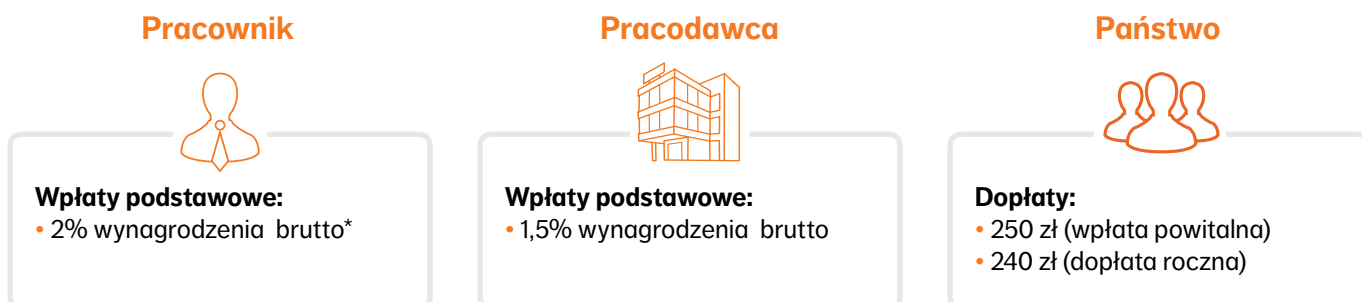 Pracownik
Wpłaty podstawowe:
• 2% wynagrodzenia brutto*
Pracodawca
Wpłaty podstawowe:
• 1,5% wynagrodzenia brutto
Państwo
Dopłaty:
• 250 zł (wpłata powitalna)
• 240 zł (dopłata roczna)